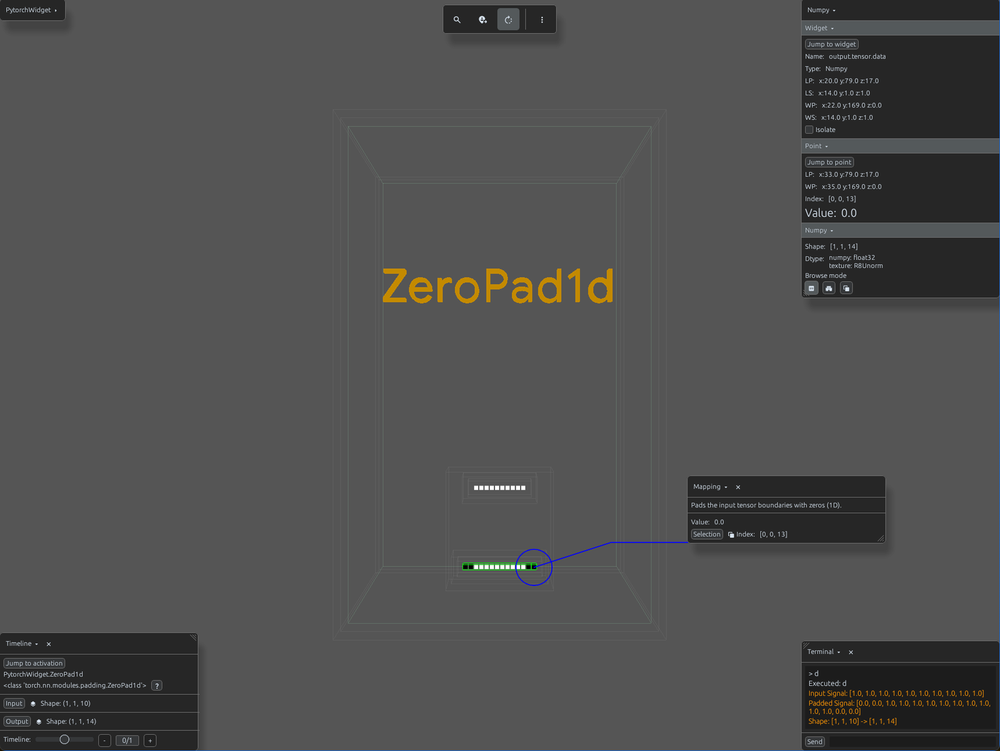 PytorchWidget
Numpy
Widget
Jump to widget
Name: output.tensor.data
Type: Numpy
LP: x:20.0 y:79.0 z:17.0
LS: x:14.0 y:1.0 z:1.0
WP: x:22.0 y:169.0 z:0.0
WS: x:14.0 y:1.0 z:1.0
Isolate
Point
Jump to point
LP: x:33.0 y:79.0 z:17.0
WP: x:35.0 y:169.0 z:0.0
Index: [0, 0, 13]
Value: 0.0
Numpy
Shape: [1, 1, 14]
Dtype: numpy: float32
texture: R8Unorm
Browse mode
ZeroPad1d
Mapping
Pads the input tensor boundaries with zeros (1D).
Value: 0.0
Selection Index: [0, 0, 13]
Timeline
Jump to activation
PytorchWidget.ZeroPad1d
<class 'torch.nn.modules.padding.ZeroPad1d'> ?
Input Shape: (1, 1, 10)
Output Shape: (1, 1, 14)
Timeline: - 0/1 +
Terminal
> d
Executed: d
Input Signal: [1.0, 1.0, 1.0, 1.0, 1.0, 1.0, 1.0, 1.0, 1.0, 1.0]
Padded Signal: [0.0, 0.0, 1.0, 1.0, 1.0, 1.0, 1.0, 1.0, 1.0, 1.0,
1.0, 1.0, 0.0, 0.0]
Shape: [1, 1, 10] -> [1, 1, 14]
Send